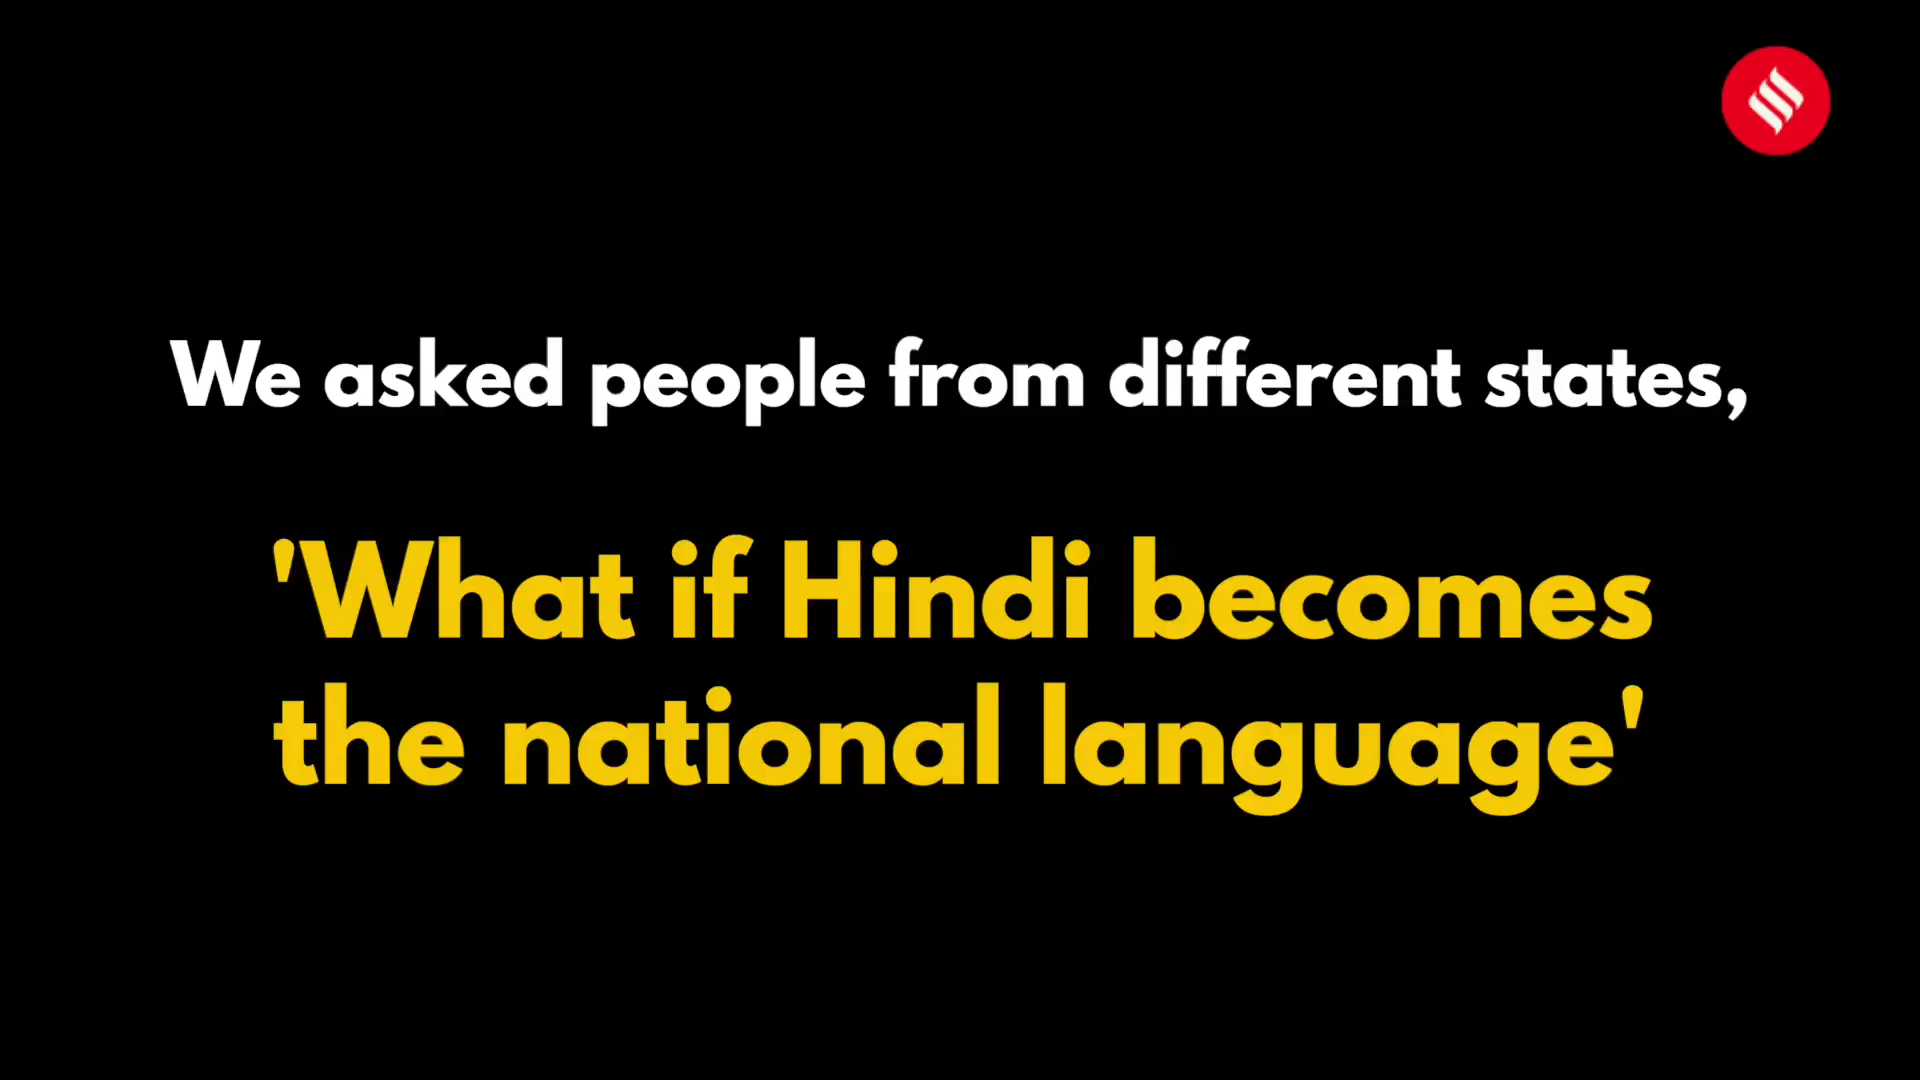 We asked people from different states,
'What if Hindi becomes
the national language'